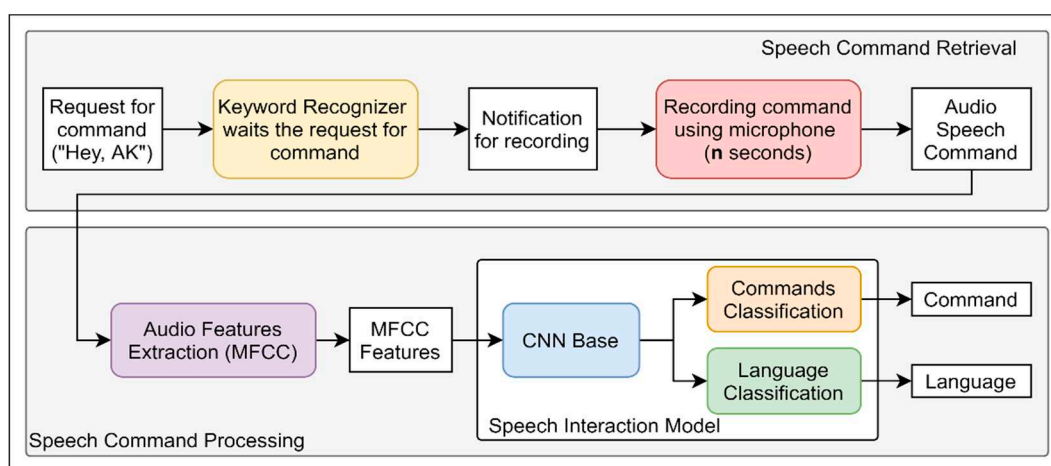 Speech Command Retrieval
Request for
command
("Hey, AK")
Keyword Recognizer
waits the request for
command
Notification
for recording
Recording command
using microphone
(n seconds)
Audio
Speech
Command
Audio Features
Extraction (MFCC)
MFCC
Features
CNN Base
Commands
Classification
Language
Classification
Command
Language
Speech Interaction Model
Speech Command Processing